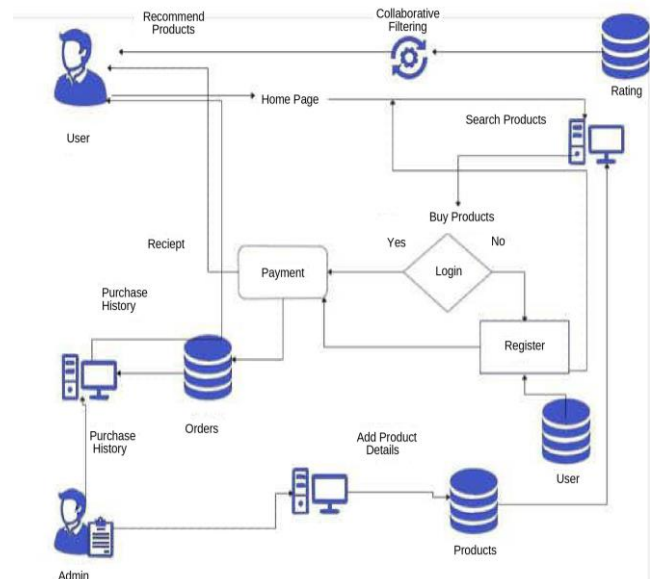 Recommend
Products
Collaborative
Filtering
Rating
User
Home Page
Search Products
Buy Products
Yes
No
Login
Reciept
Payment
Purchase
History
Register
Orders
Purchase
History
Add Product
Details
User
Products
Admin